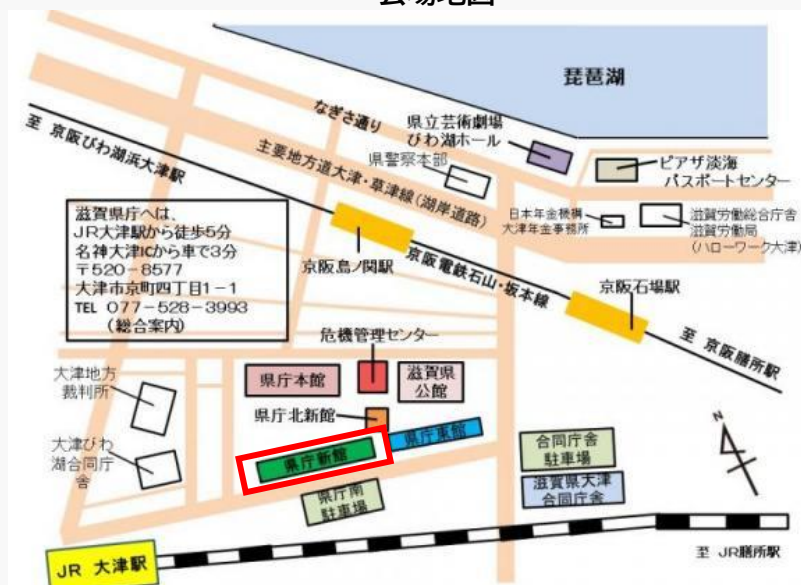 会場地図
琵琶湖
なぎさ通り
県立芸術劇場
びわ湖ホール
至 京阪びわ湖浜大津駅
主要地方道大津・草津線(湖岸道路)
県警察本部
ピアザ淡海
パスポートセンター
滋賀県庁へは、
JR大津駅から徒歩5分
名神大津ICから車で3分
〒520-8577
大津市京町四丁目1-1
TEL 077-528-3993
(総合案内)
日本年金機構
大津年金事務所
滋賀労働総合庁舎
滋賀労働局
(ハローワーク大津)
京阪島ノ関駅
京阪電鉄石山・坂本線
京阪石場駅
至 京阪膳所駅
危機管理センター
大津地方
裁判所
県庁本館
滋賀県
公館
県庁北新館
県庁東館
県庁新館
大津びわ
湖合同庁
舎
合同庁舎
駐車場
N
県庁南
駐車場
滋賀県大津
合同庁舎
JR 大津駅
至 JR膳所駅